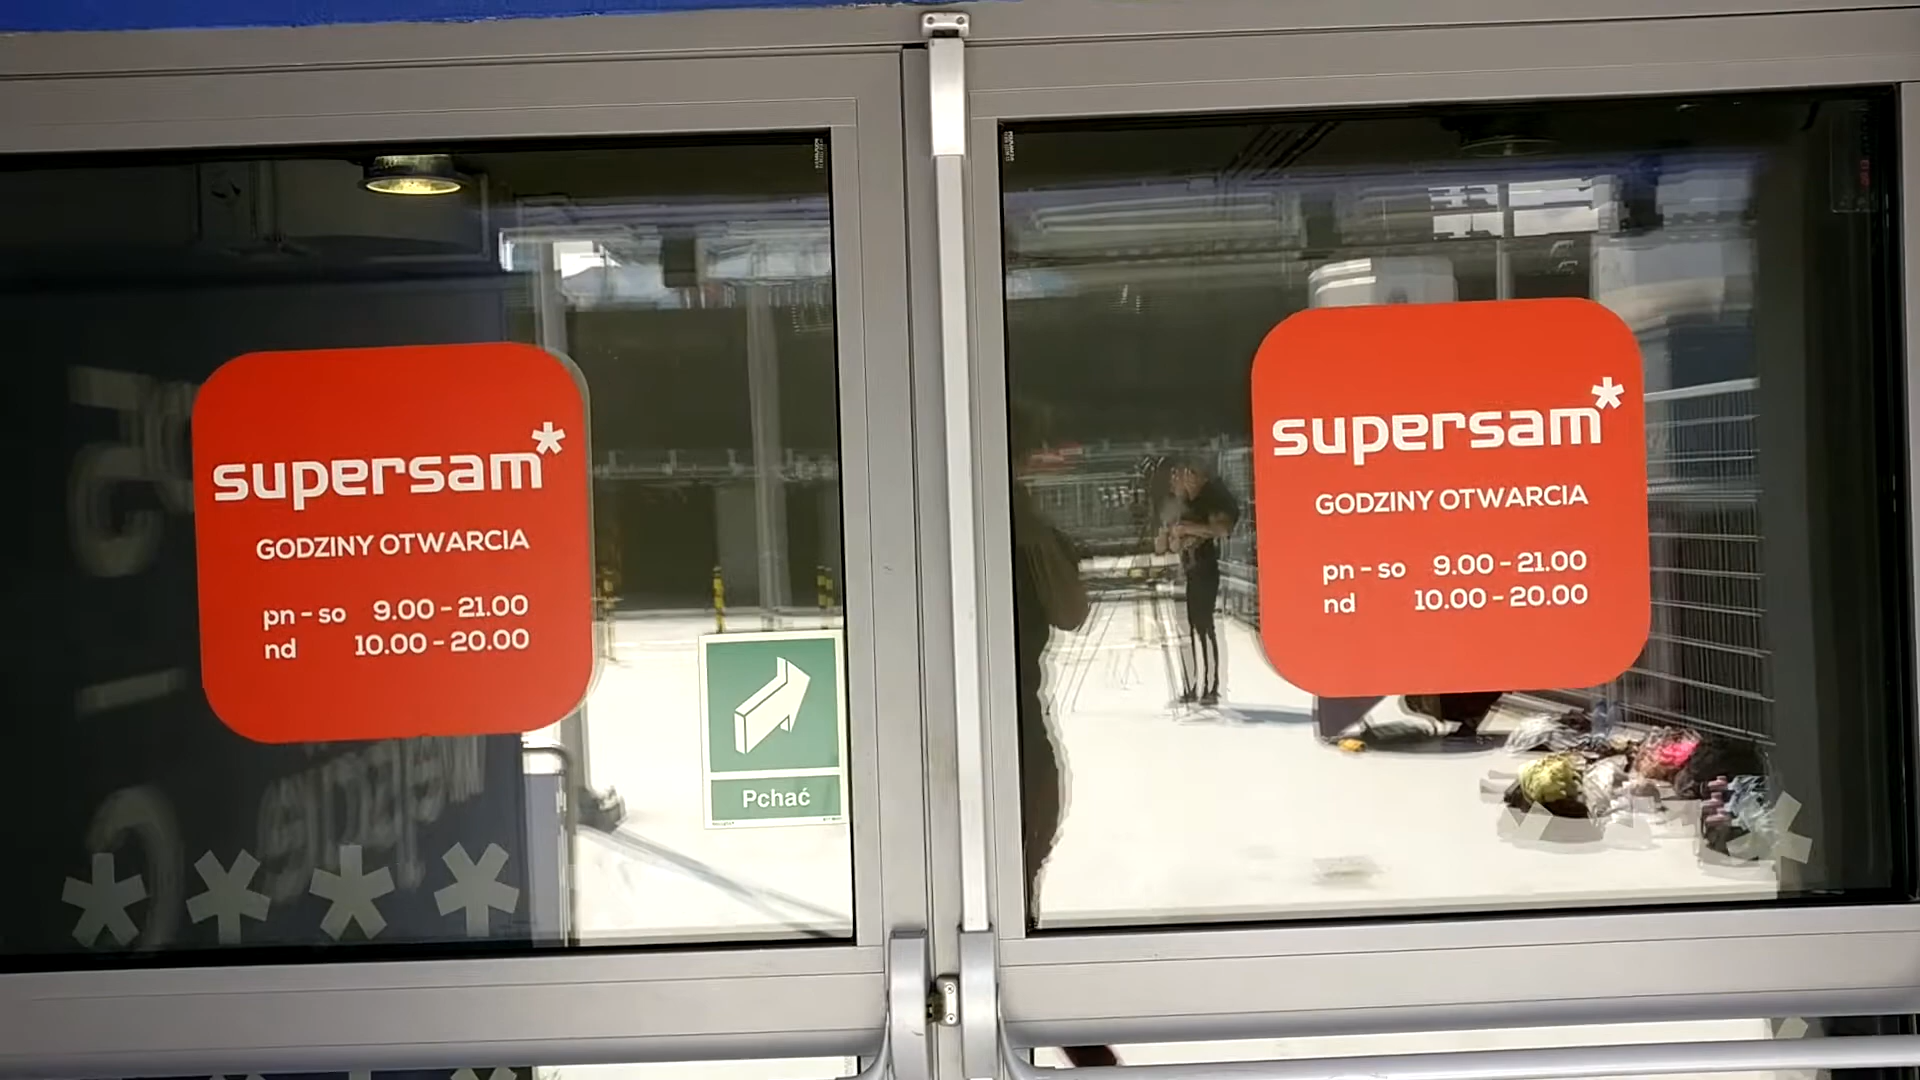 supersam*
GODZINY OTWARCIA
pn - so 9.00 - 21.00
nd 10.00 - 20.00
Pchać
supersam*
GODZINY OTWARCIA
pn - so 9.00 - 21.00
nd 10.00 - 20.00